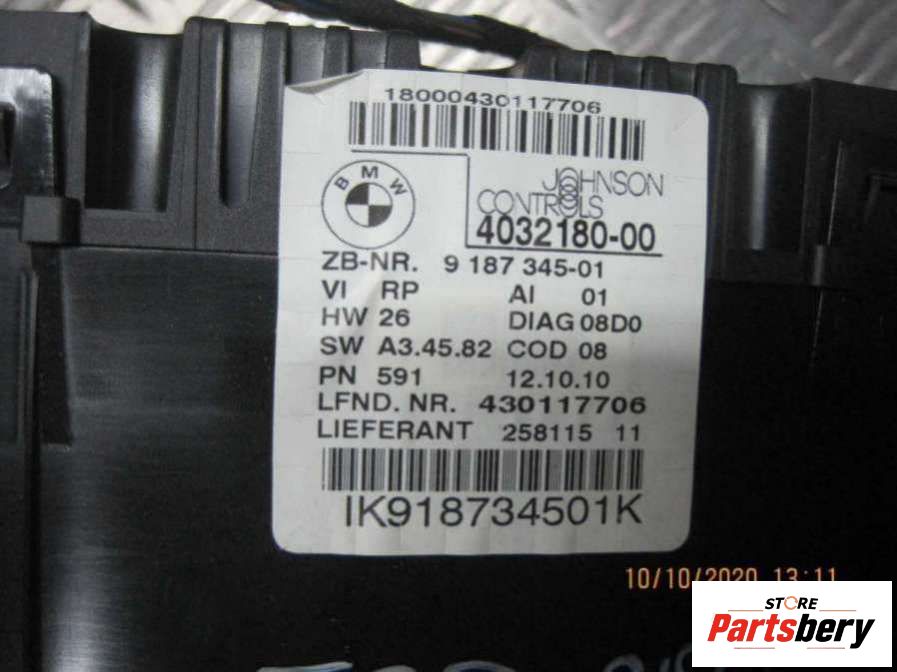 18000430117706
BMW
JOHNSON
CONTROLS
4032180-00
ZB-NR. 9 187 345-01
VI RP AI 01
HW 26 DIAG 08D0
SW A3.45.82 COD 08
PN 591 12.10.10
LFND. NR. 430117706
LIEFERANT 258115 11
IK918734501K
10/10/2020 13:11
STORE
Partsbery